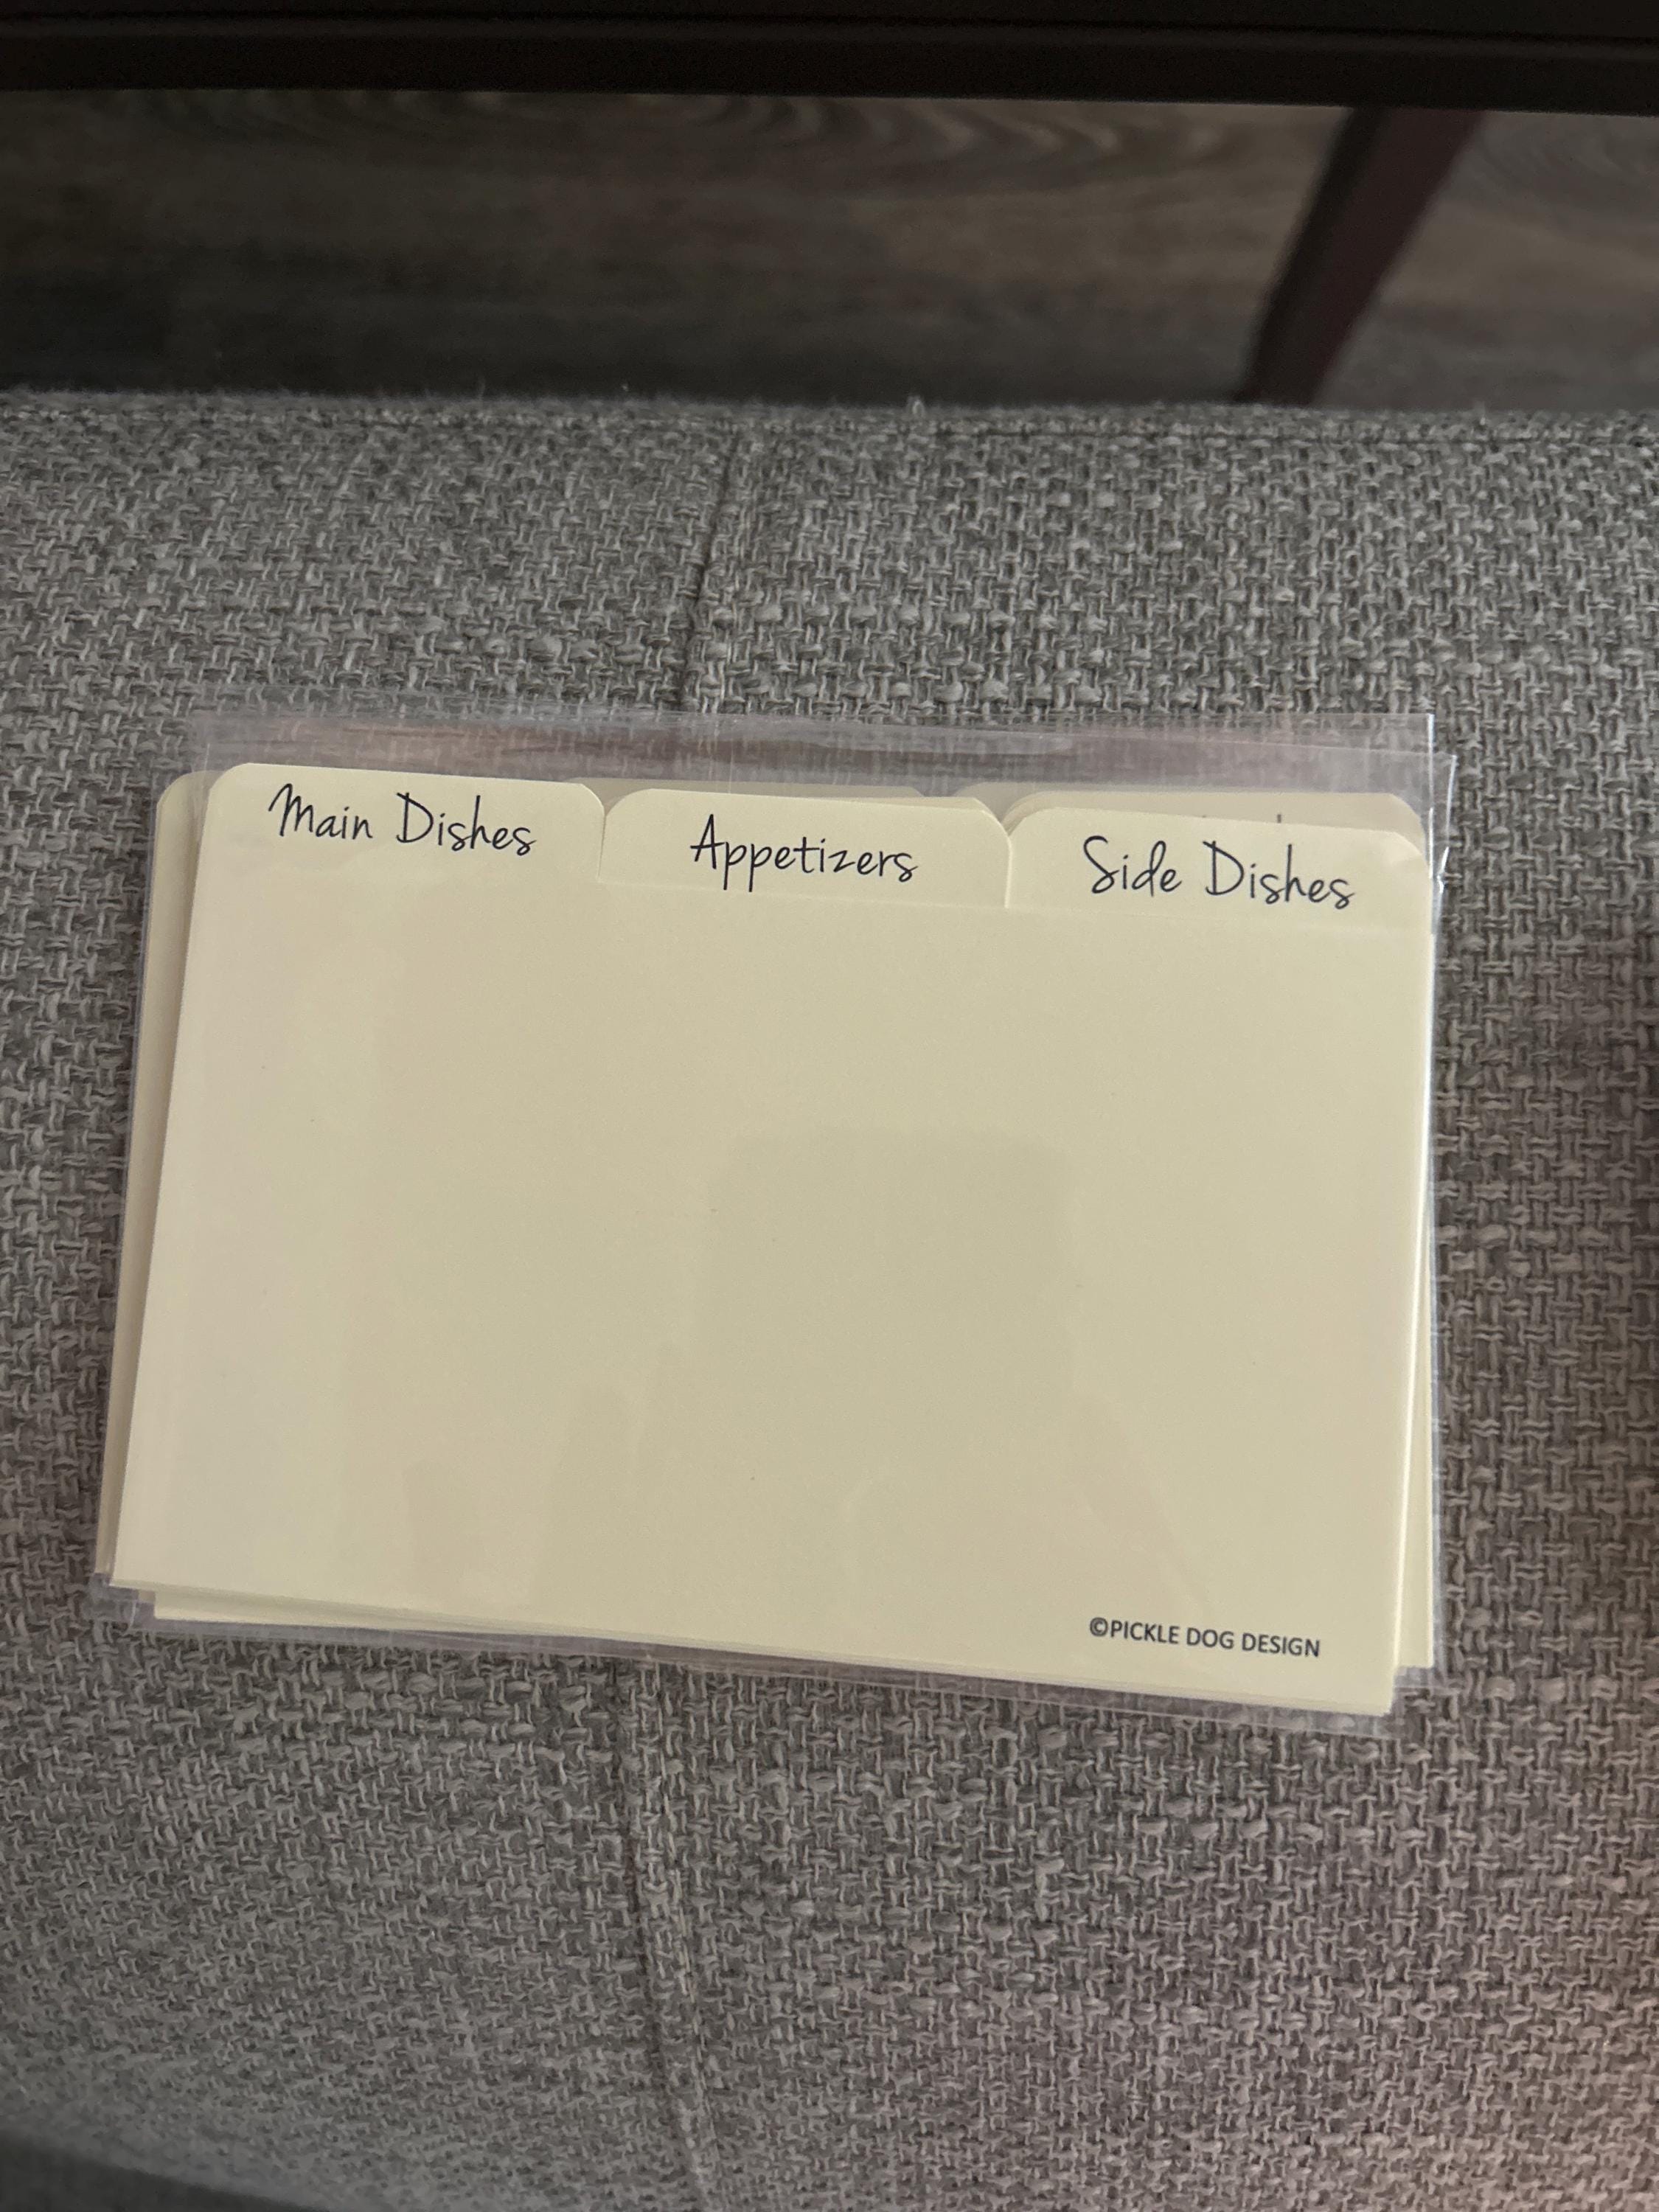 Main Dishes
Appetizers
Side Dishes
©PICKLE DOG DESIGN